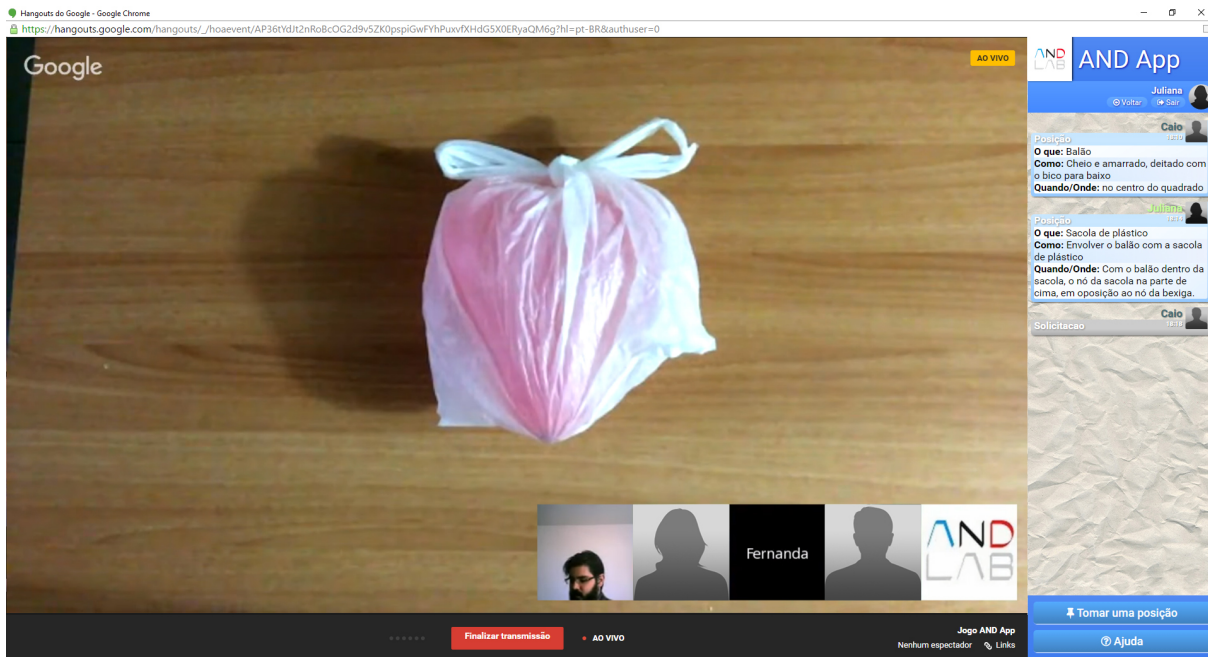 Hangouts do Google - Google Chrome
https://hangouts.google.com/hangouts/_/hoaevent/AP36tYdJt2nRoBcOG2d9v5ZK0pspiGwFYhPuxvfXHdG5X0ERyaQM6g?hl=pt-BR&authuser=0
Google
AO VIVO
AND
LAB
AND App
Juliana
Voltar
Sair
Caio
Posição
O que: Balão
Como: Cheio e amarrado, deitado com
o bico para baixo
Quando/Onde: no centro do quadrado
Juliana
Posição
O que: Sacola de plástico
Como: Envolver o balão com a sacola
de plástico
Quando/Onde: Com o balão dentro da
sacola, o nó da sacola na parte de
cima, em oposição ao nó da bexiga.
Caio
Solicitacao
Fernanda
AND
LAB
Tomar uma posição
Ajuda
Finalizar transmissão
AO VIVO
Jogo AND App
Nenhum espectador
Links